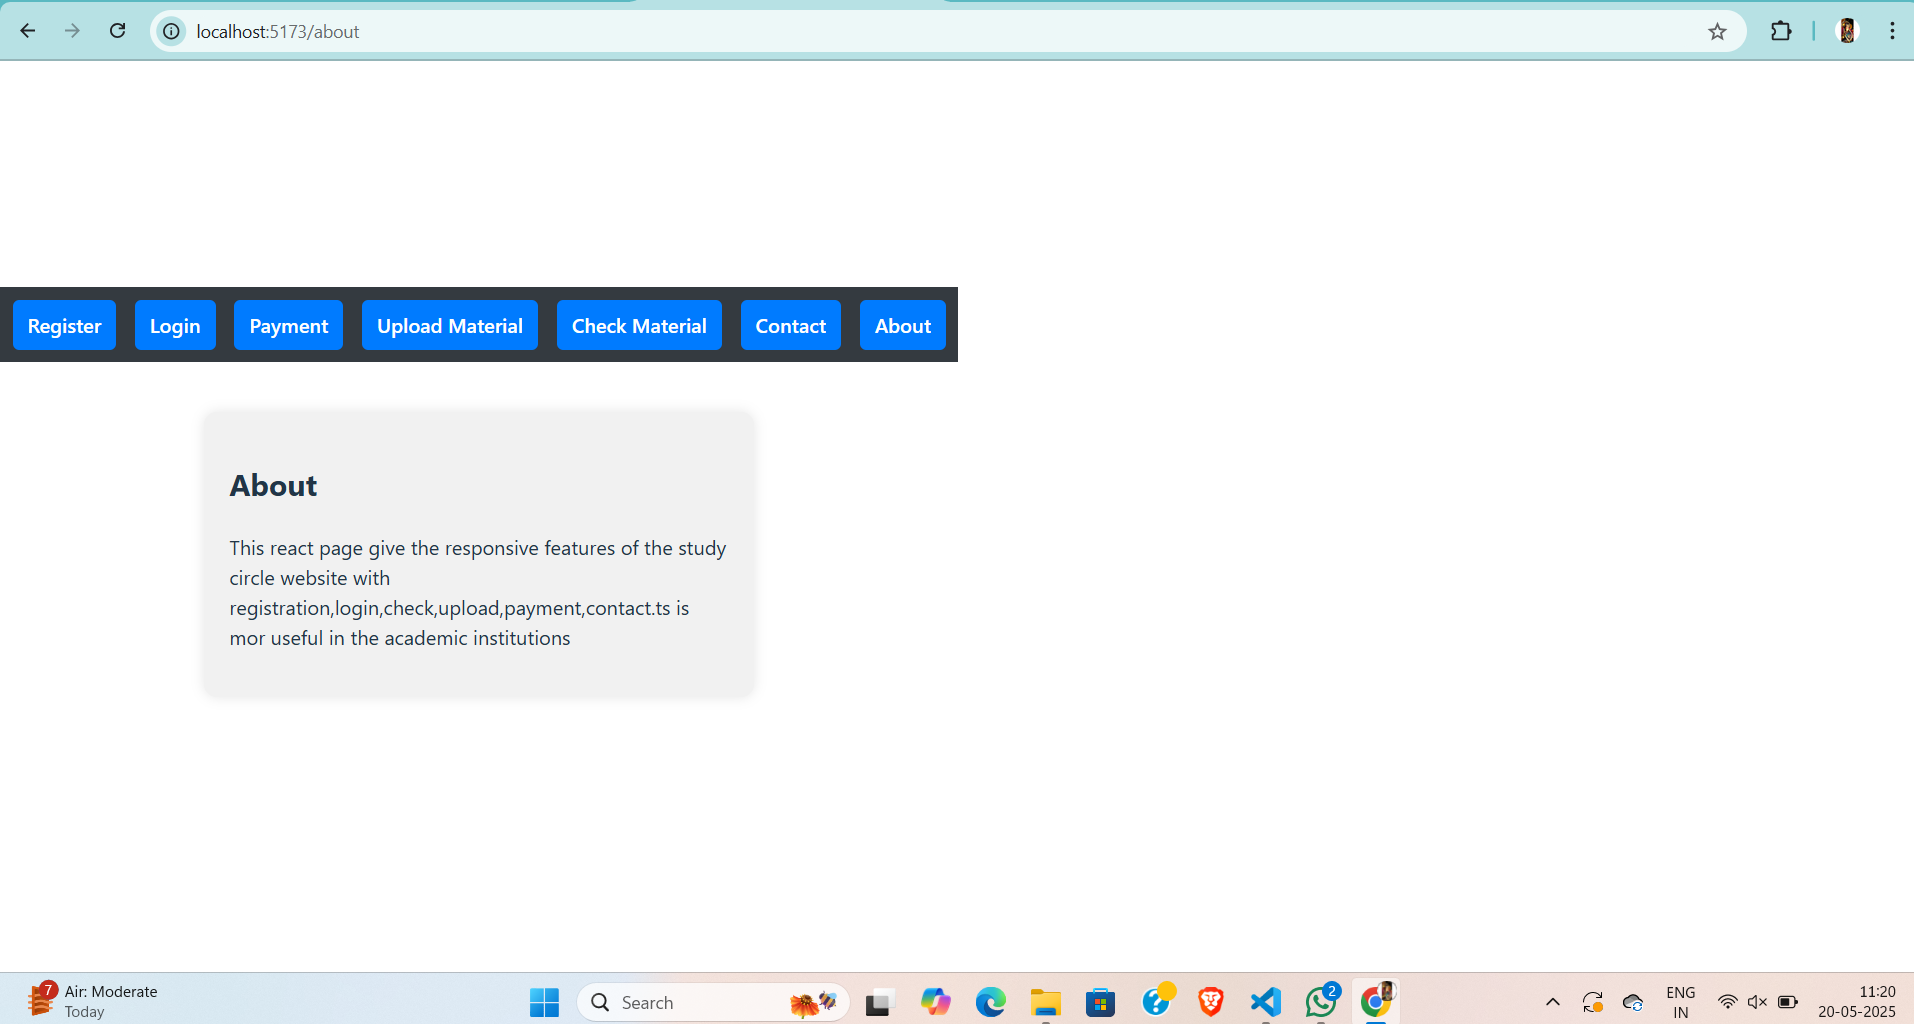 localhost:5173/about
Register Login Payment Upload Material Check Material Contact About
About
This react page give the responsive features of the study
circle website with
registration,login,check,upload,payment,contact.ts is
mor useful in the academic institutions
7
Air: Moderate
Today
Search
2
ENG
IN
11:20
20-05-2025